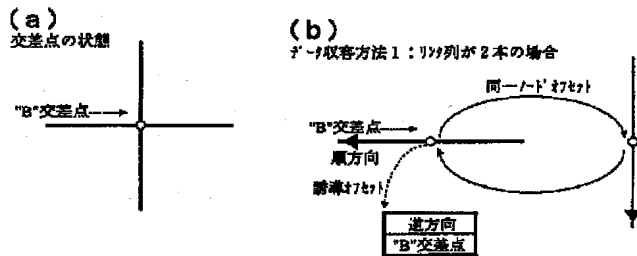 (a)
交差点の状態
"B"交差点
(b)
データ収容方法1:リンク列が2本の場合
同一ノードオフセット
"B"交差点
順方向
誘導オフセット
道方向
"B"交差点